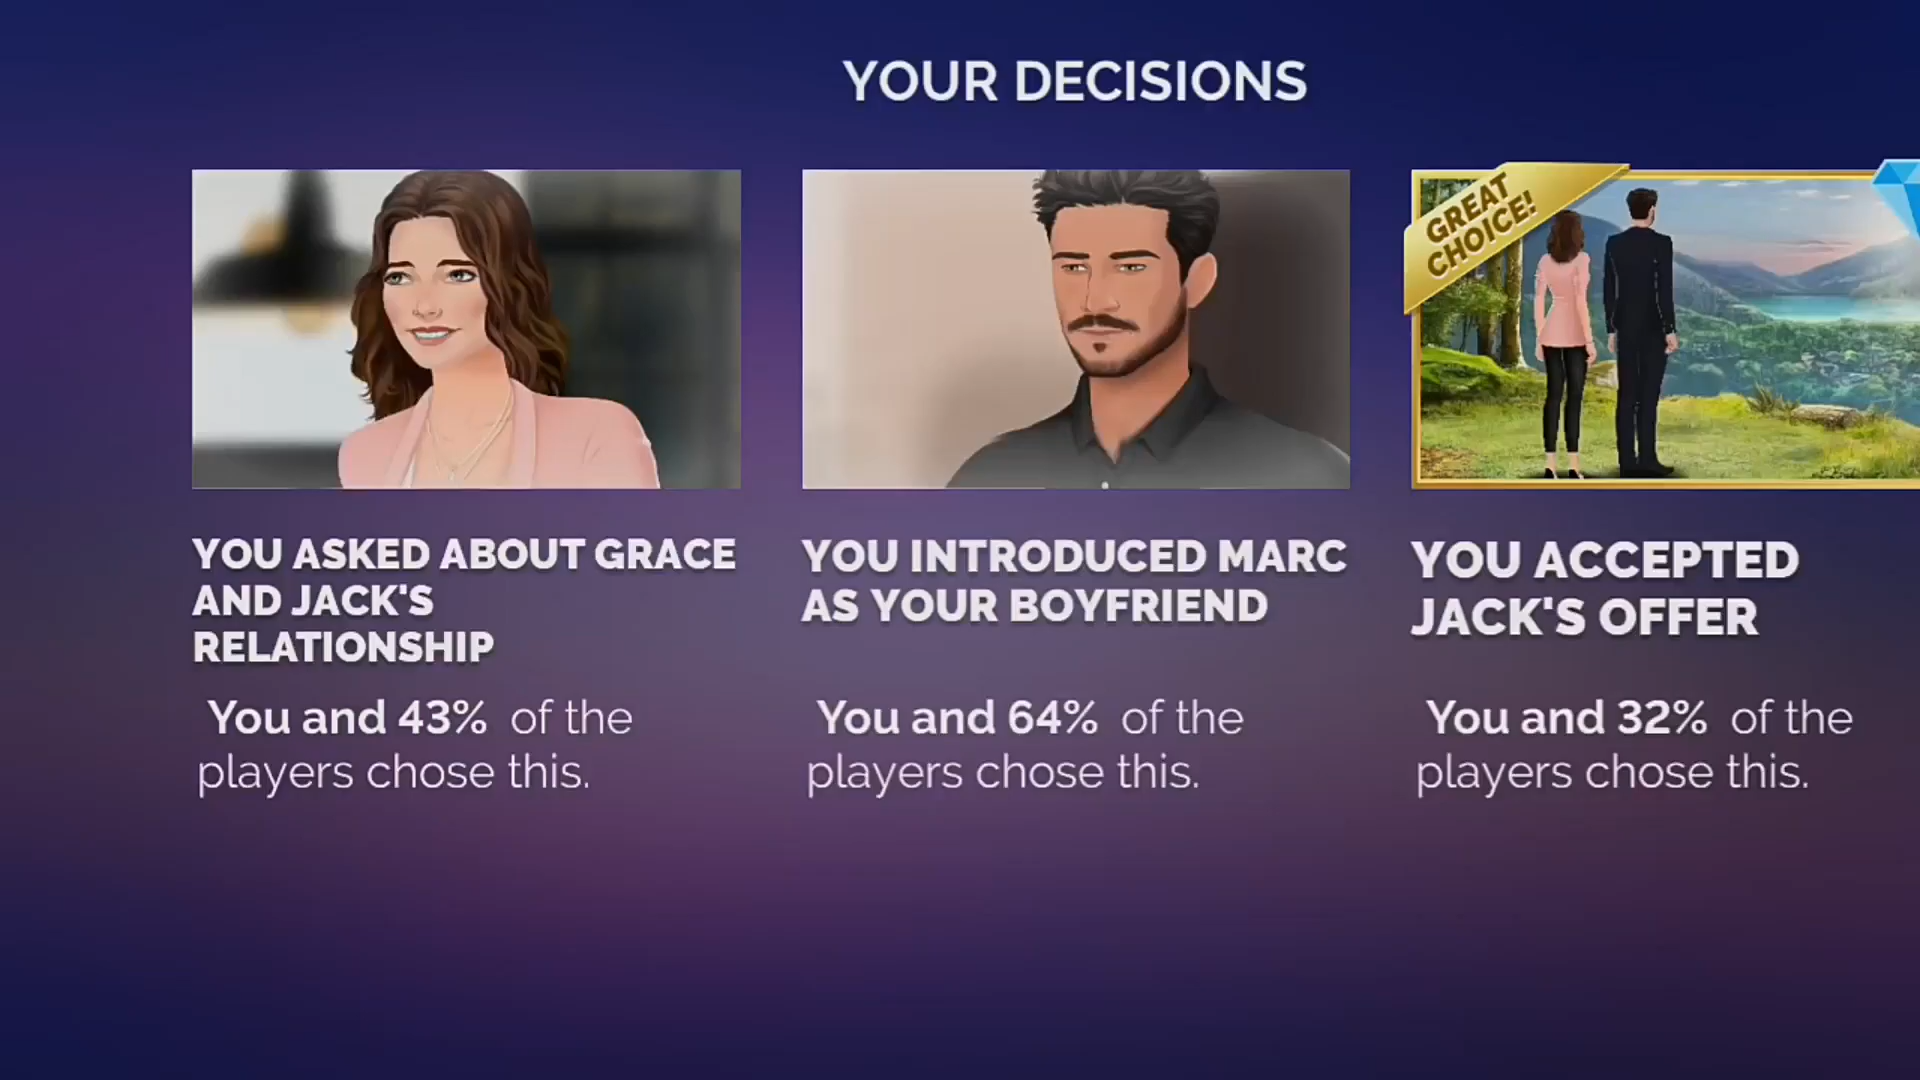 YOUR DECISIONS
GREAT
CHOICE!
YOU ASKED ABOUT GRACE
AND JACK'S
RELATIONSHIP
You and 43% of the
players chose this.
YOU INTRODUCED MARC
AS YOUR BOYFRIEND
You and 64% of the
players chose this.
YOU ACCEPTED
JACK'S OFFER
You and 32% of the
players chose this.